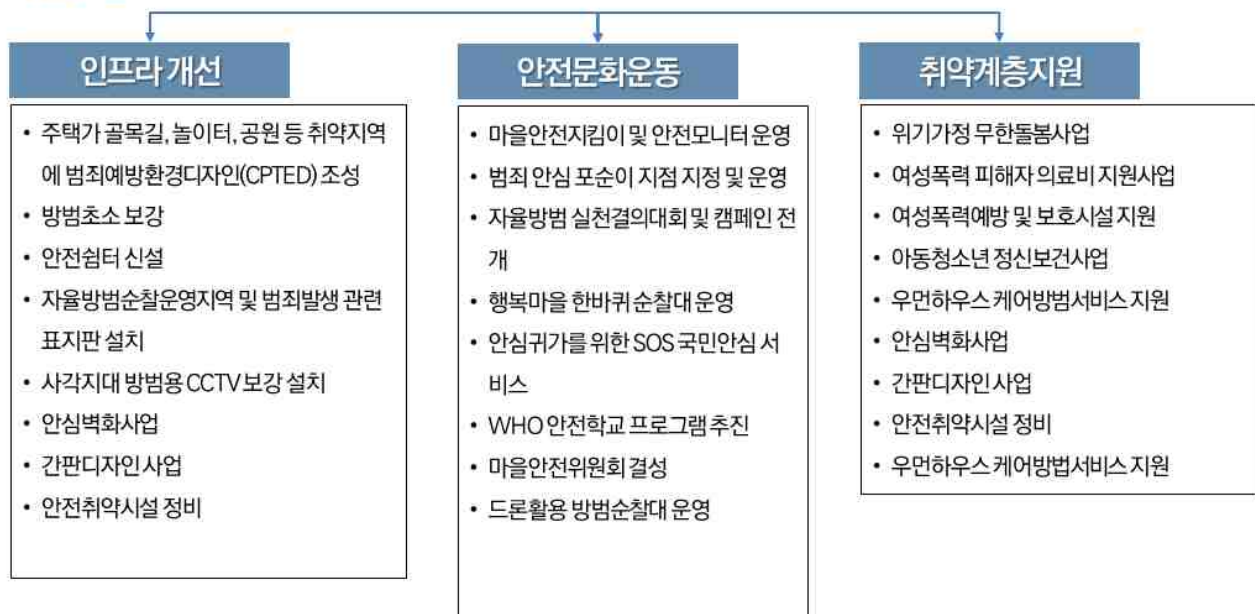 인프라 개선
• 주택가 골목길, 놀이터, 공원 등 취약지역
에 범죄예방환경디자인(CPTED) 조성
• 방범초소 보강
• 안전쉼터 신설
• 자율방범순찰운영지역 및 범죄발생 관련
표지판 설치
• 사각지대 방범용 CCTV 보강 설치
• 안심벽화사업
• 간판디자인 사업
• 안전취약시설 정비
안전문화운동
• 마을안전지킴이 및 안전모니터 운영
• 범죄 안심 포순이 지점 지정 및 운영
• 자율방범 실천결의대회 및 캠페인 전
개
• 행복마을 한바퀴 순찰대 운영
• 안심귀가를 위한 SOS 국민안심 서
비스
• WHO 안전학교 프로그램 추진
• 마을안전위원회 결성
• 드론활용 방범순찰대 운영
취약계층지원
• 위기가정 무한돌봄사업
• 여성폭력 피해자 의료비 지원사업
• 여성폭력예방 및 보호시설 지원
• 아동청소년 정신보건사업
• 우먼하우스 케어방범서비스 지원
• 안심벽화사업
• 간판디자인 사업
• 안전취약시설 정비
• 우먼하우스 케어방법서비스 지원